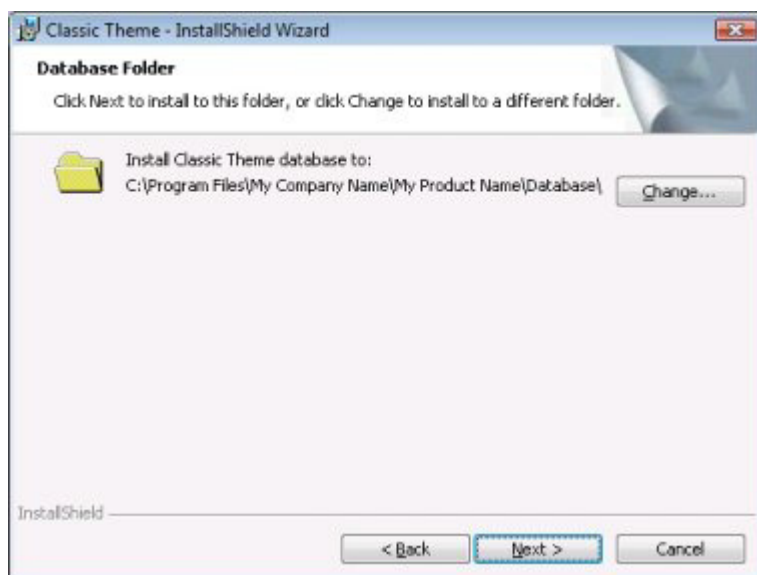 Classic Theme - InstallShield Wizard
Database Folder
Click Next to install to this folder, or click Change to install to a different folder.
Install Classic Theme database to:
C:\Program Files\My Company Name\My Product Name\Database\
Change...
InstallShield
< Back
Next >
Cancel